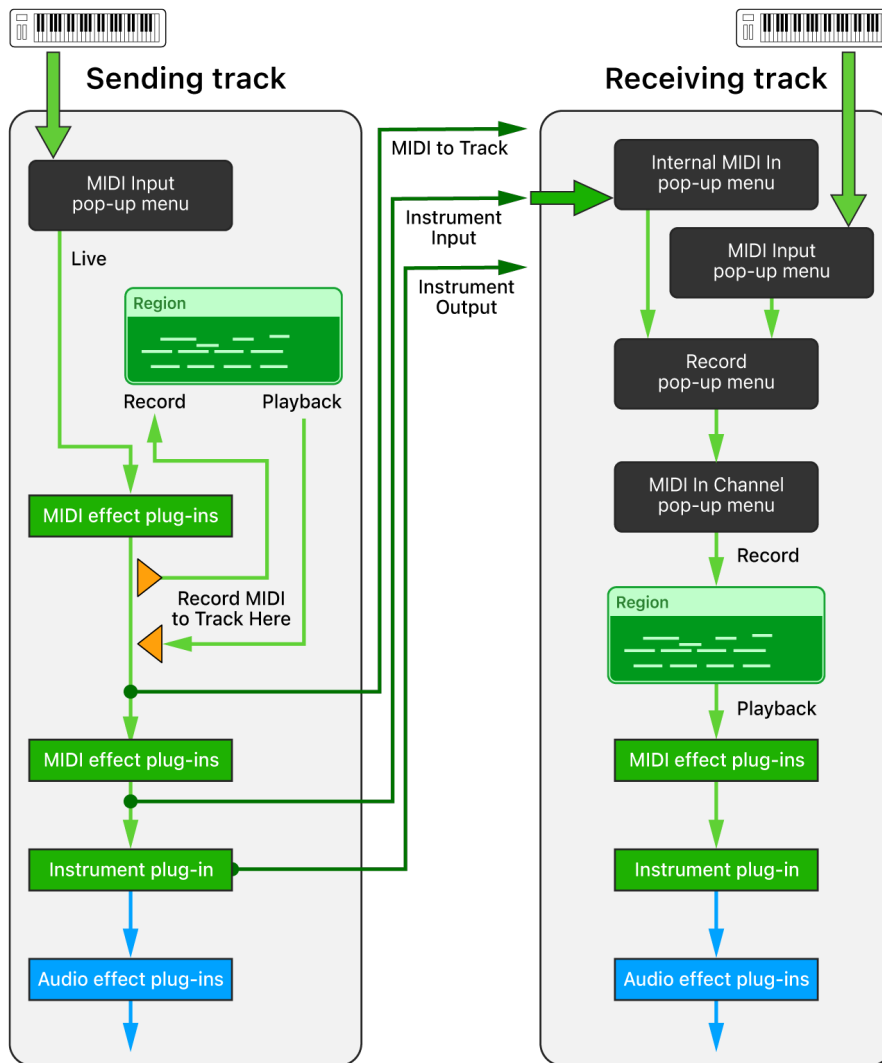 Sending track
MIDI Input
pop-up menu
Live
Region
Record
Playback
MIDI effect plug-ins
Record MIDI
to Track Here
MIDI effect plug-ins
Instrument plug-in
Audio effect plug-ins
MIDI to Track
Instrument
Input
Instrument
Output
Receiving track
Internal MIDI In
pop-up menu
MIDI Input
pop-up menu
Record
pop-up menu
MIDI In Channel
pop-up menu
Record
Region
Playback
MIDI effect plug-ins
Instrument plug-in
Audio effect plug-ins